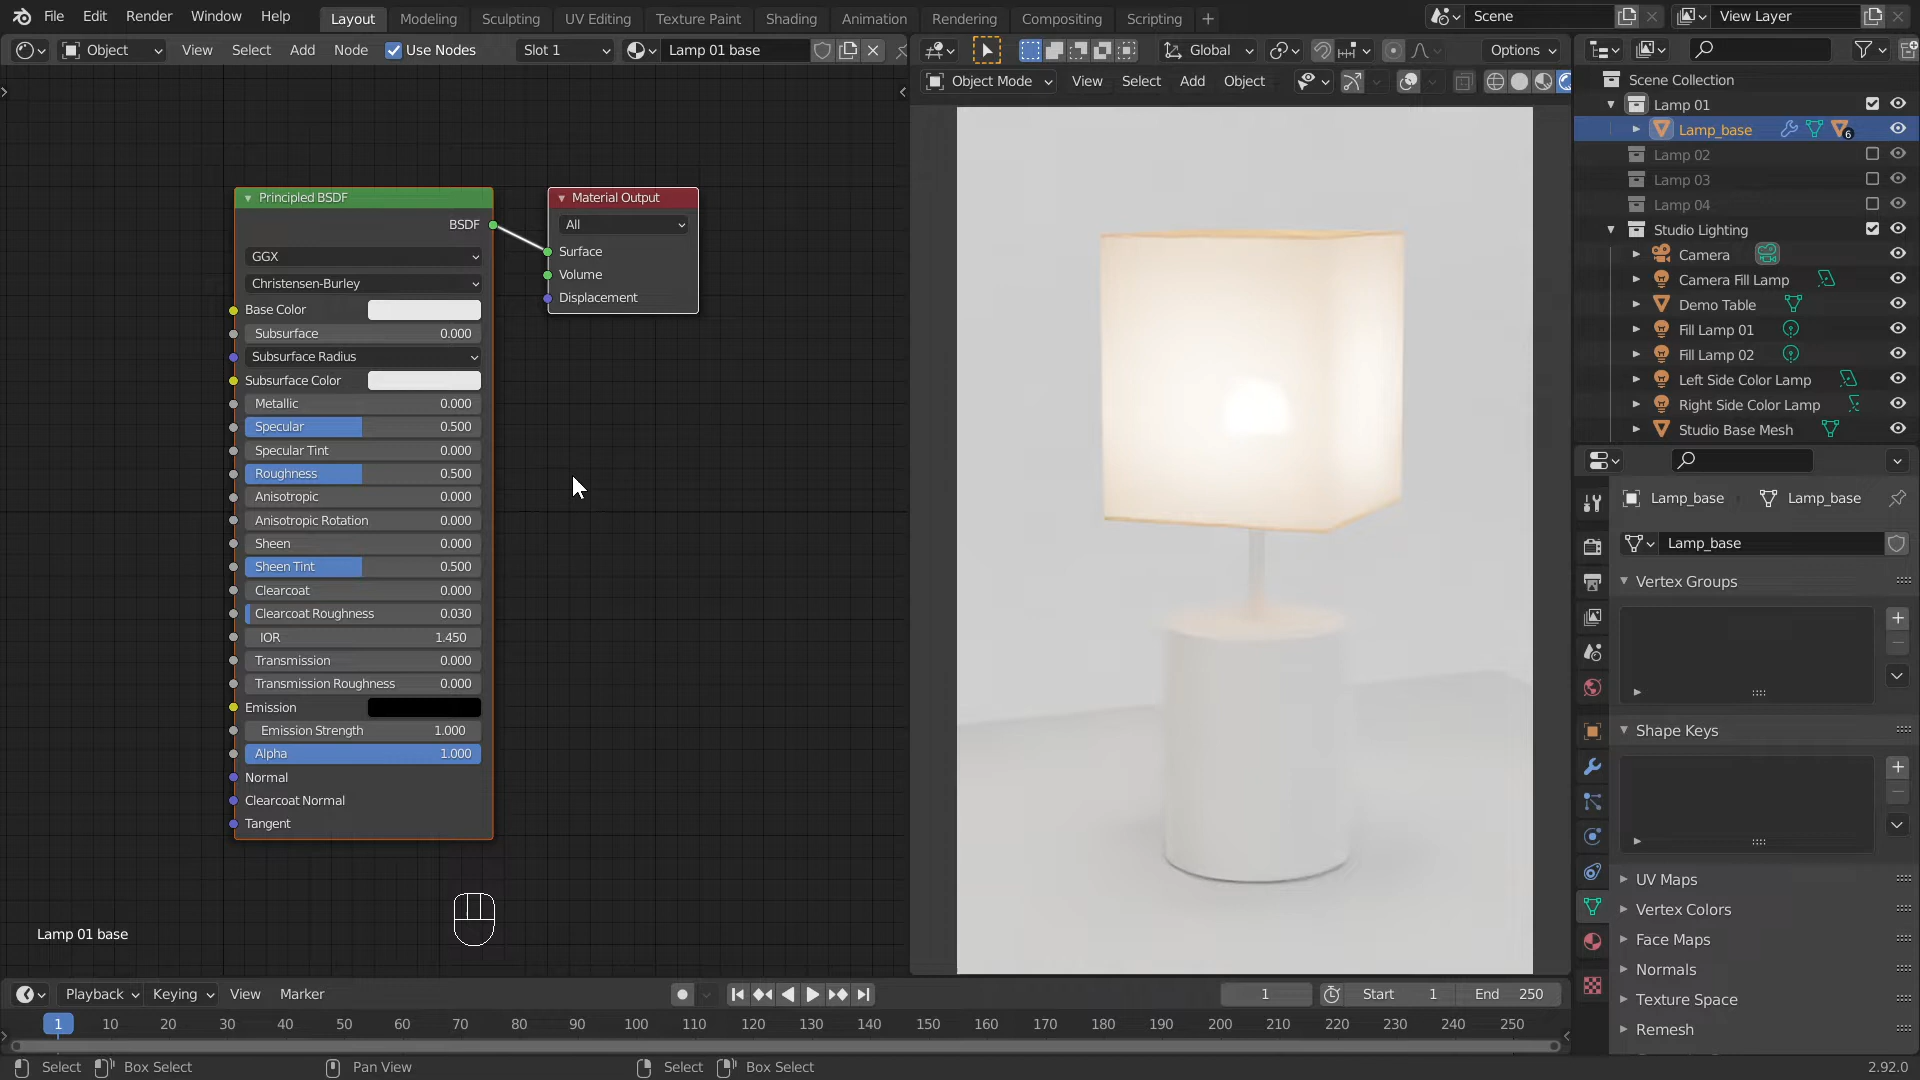 File Edit Render Window Help Layout Modeling Sculpting UV Editing Texture Paint Shading Animation Rendering Compositing Scripting + Scene View Layer
Object View Select Add Node Use Nodes Slot 1 Lamp 01 base Global Options
Object Mode View Select Add Object
Scene Collection
Lamp 01
Lamp_base 6
Lamp 02
Lamp 03
Lamp 04
Studio Lighting
Camera
Camera Fill Lamp
Demo Table
Fill Lamp 01
Fill Lamp 02
Left Side Color Lamp
Right Side Color Lamp
Studio Base Mesh
Principled BSDF
BSDF
GGX
Christensen-Burley
Base Color
Subsurface 0.000
Subsurface Radius
Subsurface Color
Metallic 0.000
Specular 0.500
Specular Tint 0.000
Roughness 0.500
Anisotropic 0.000
Anisotropic Rotation 0.000
Sheen 0.000
Sheen Tint 0.500
Clearcoat 0.000
Clearcoat Roughness 0.030
IOR 1.450
Transmission 0.000
Transmission Roughness 0.000
Emission
Emission Strength 1.000
Alpha 1.000
Normal
Clearcoat Normal
Tangent
Material Output
All
Surface
Volume
Displacement
Lamp 01 base
Lamp_base Lamp_base
Lamp_base
Vertex Groups
Shape Keys
UV Maps
Vertex Colors
Face Maps
Normals
Texture Space
Remesh
Playback Keying View Marker 1 Start 1 End 250
1 10 20 30 40 50 60 70 80 90 100 110 120 130 140 150 160 170 180 190 200 210 220 230 240 250
Select Box Select Pan View Select Box Select 2.92.0